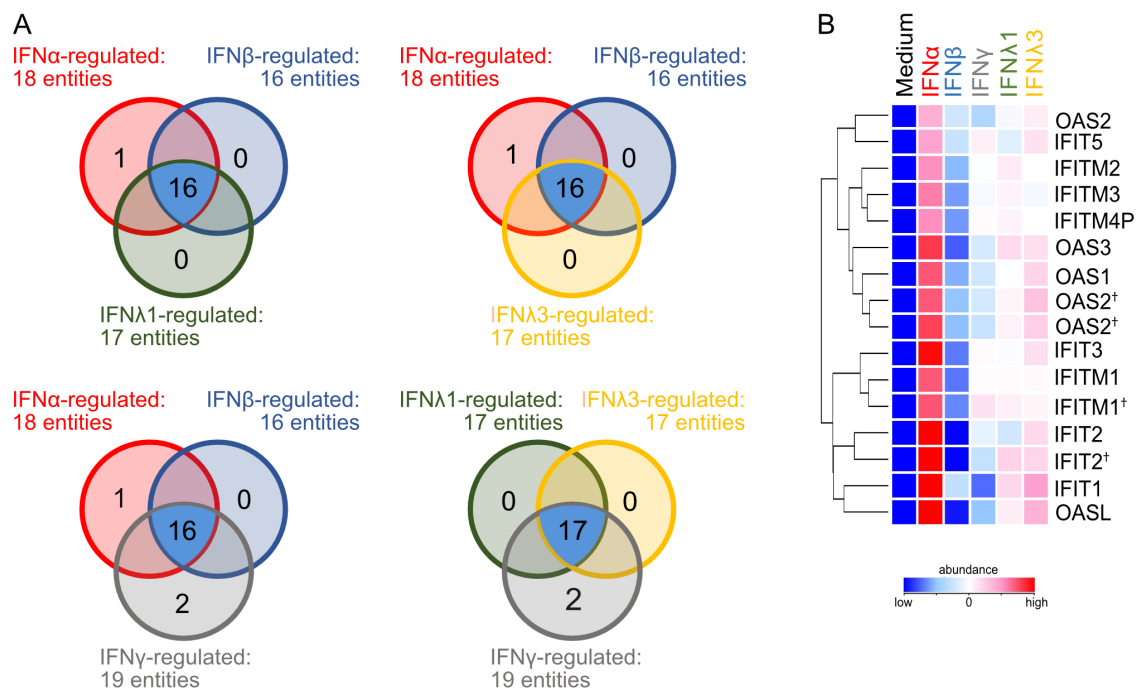 A
IFNα-regulated:
18 entities
IFNβ-regulated:
16 entities
1
0
16
0
IFNλ1-regulated:
17 entities
IFNα-regulated:
18 entities
IFNβ-regulated:
16 entities
1
0
16
0
IFNλ3-regulated:
17 entities
IFNα-regulated:
18 entities
IFNβ-regulated:
16 entities
1
0
16
2
IFNγ-regulated:
19 entities
IFNλ1-regulated:
17 entities
IFNλ3-regulated:
17 entities
0
0
17
2
IFNγ-regulated:
19 entities
B
Medium
IFNα
IFNβ
IFNγ
IFNλ1
IFNλ3
OAS2
IFIT5
IFITM2
IFITM3
IFITM4P
OAS3
OAS1
OAS2†
OAS2†
IFIT3
IFITM1
IFITM1†
IFIT2
IFIT2†
IFIT1
OASL
abundance
low 0 high